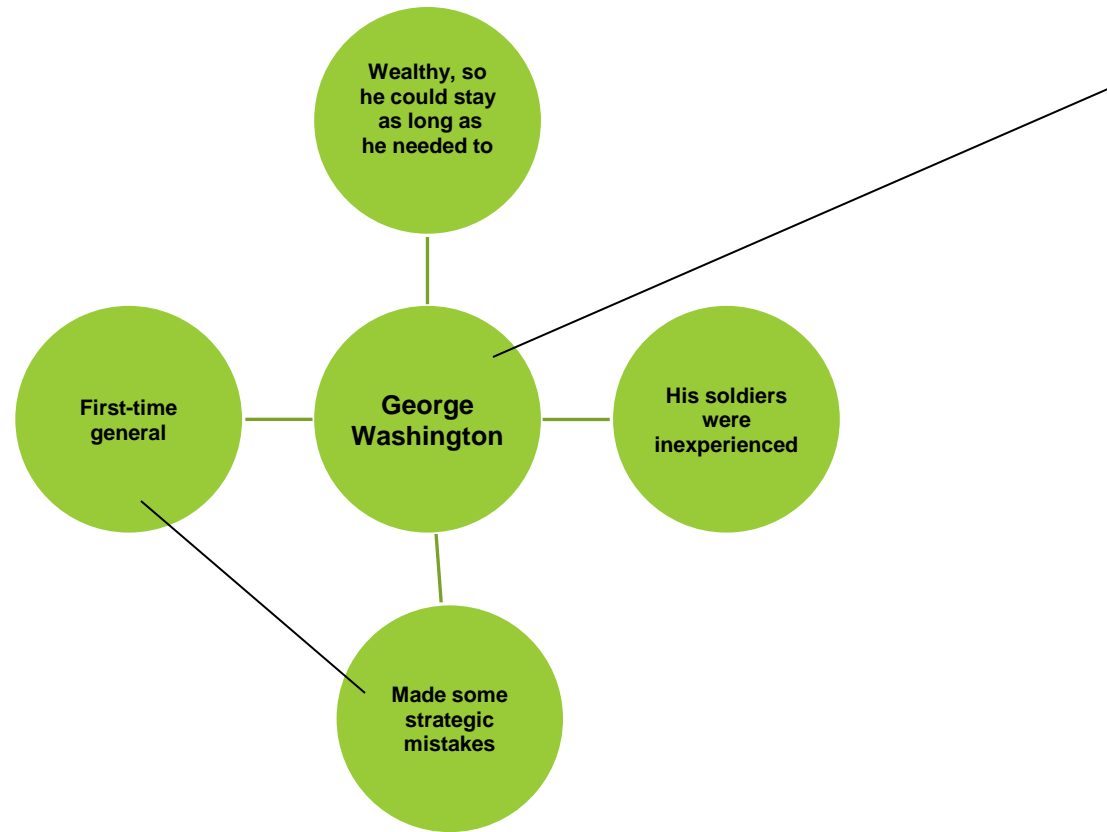 Wealthy, so
he could stay
as long as
he needed to
First-time
general
George
Washington
His soldiers
were
inexperienced
Made some
strategic
mistakes